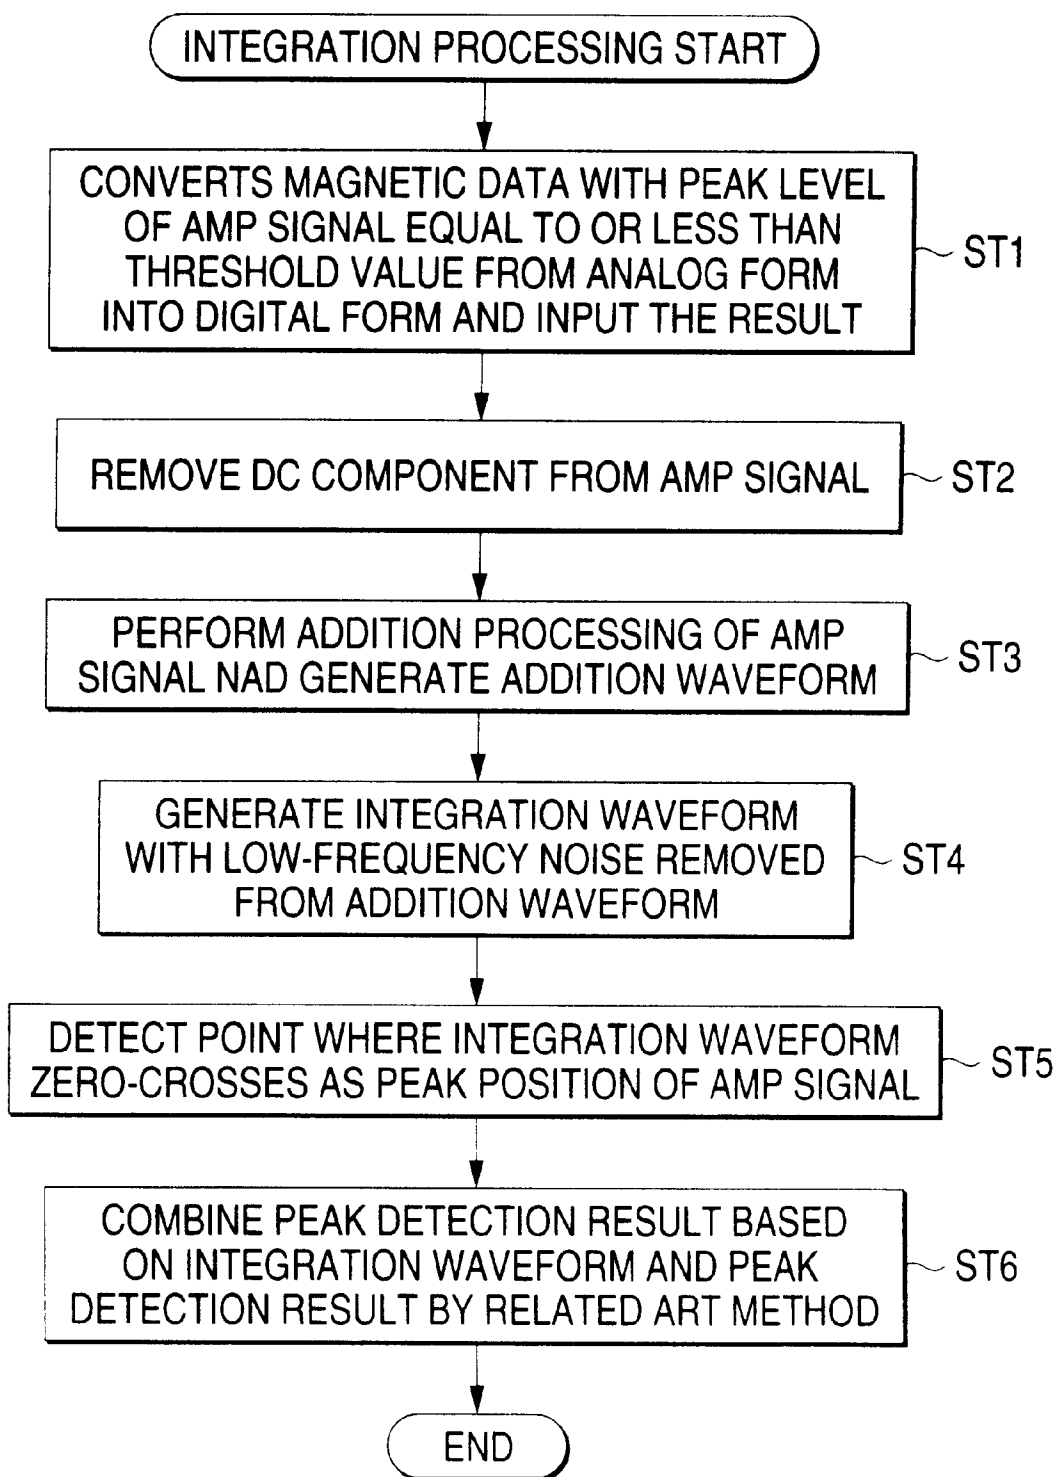 INTEGRATION PROCESSING START
CONVERTS MAGNETIC DATA WITH PEAK LEVEL
OF AMP SIGNAL EQUAL TO OR LESS THAN
THRESHOLD VALUE FROM ANALOG FORM
INTO DIGITAL FORM AND INPUT THE RESULT
ST1
REMOVE DC COMPONENT FROM AMP SIGNAL
ST2
PERFORM ADDITION PROCESSING OF AMP
SIGNAL NAD GENERATE ADDITION WAVEFORM
ST3
GENERATE INTEGRATION WAVEFORM
WITH LOW-FREQUENCY NOISE REMOVED
FROM ADDITION WAVEFORM
ST4
DETECT POINT WHERE INTEGRATION WAVEFORM
ZERO-CROSSES AS PEAK POSITION OF AMP SIGNAL
ST5
COMBINE PEAK DETECTION RESULT BASED
ON INTEGRATION WAVEFORM AND PEAK
DETECTION RESULT BY RELATED ART METHOD
ST6
END